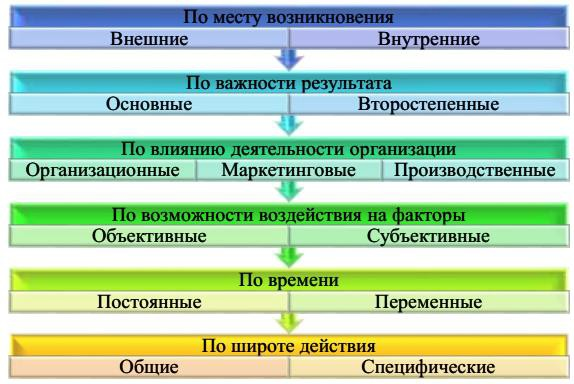 По месту возникновения
Внешние Внутренние
По важности результата
Основные Второстепенные
По влиянию деятельности организации
Организационные Маркетинговые Производственные
По возможности воздействия на факторы
Объективные Субъективные
По времени
Постоянные Переменные
По широте действия
Общие Специфические